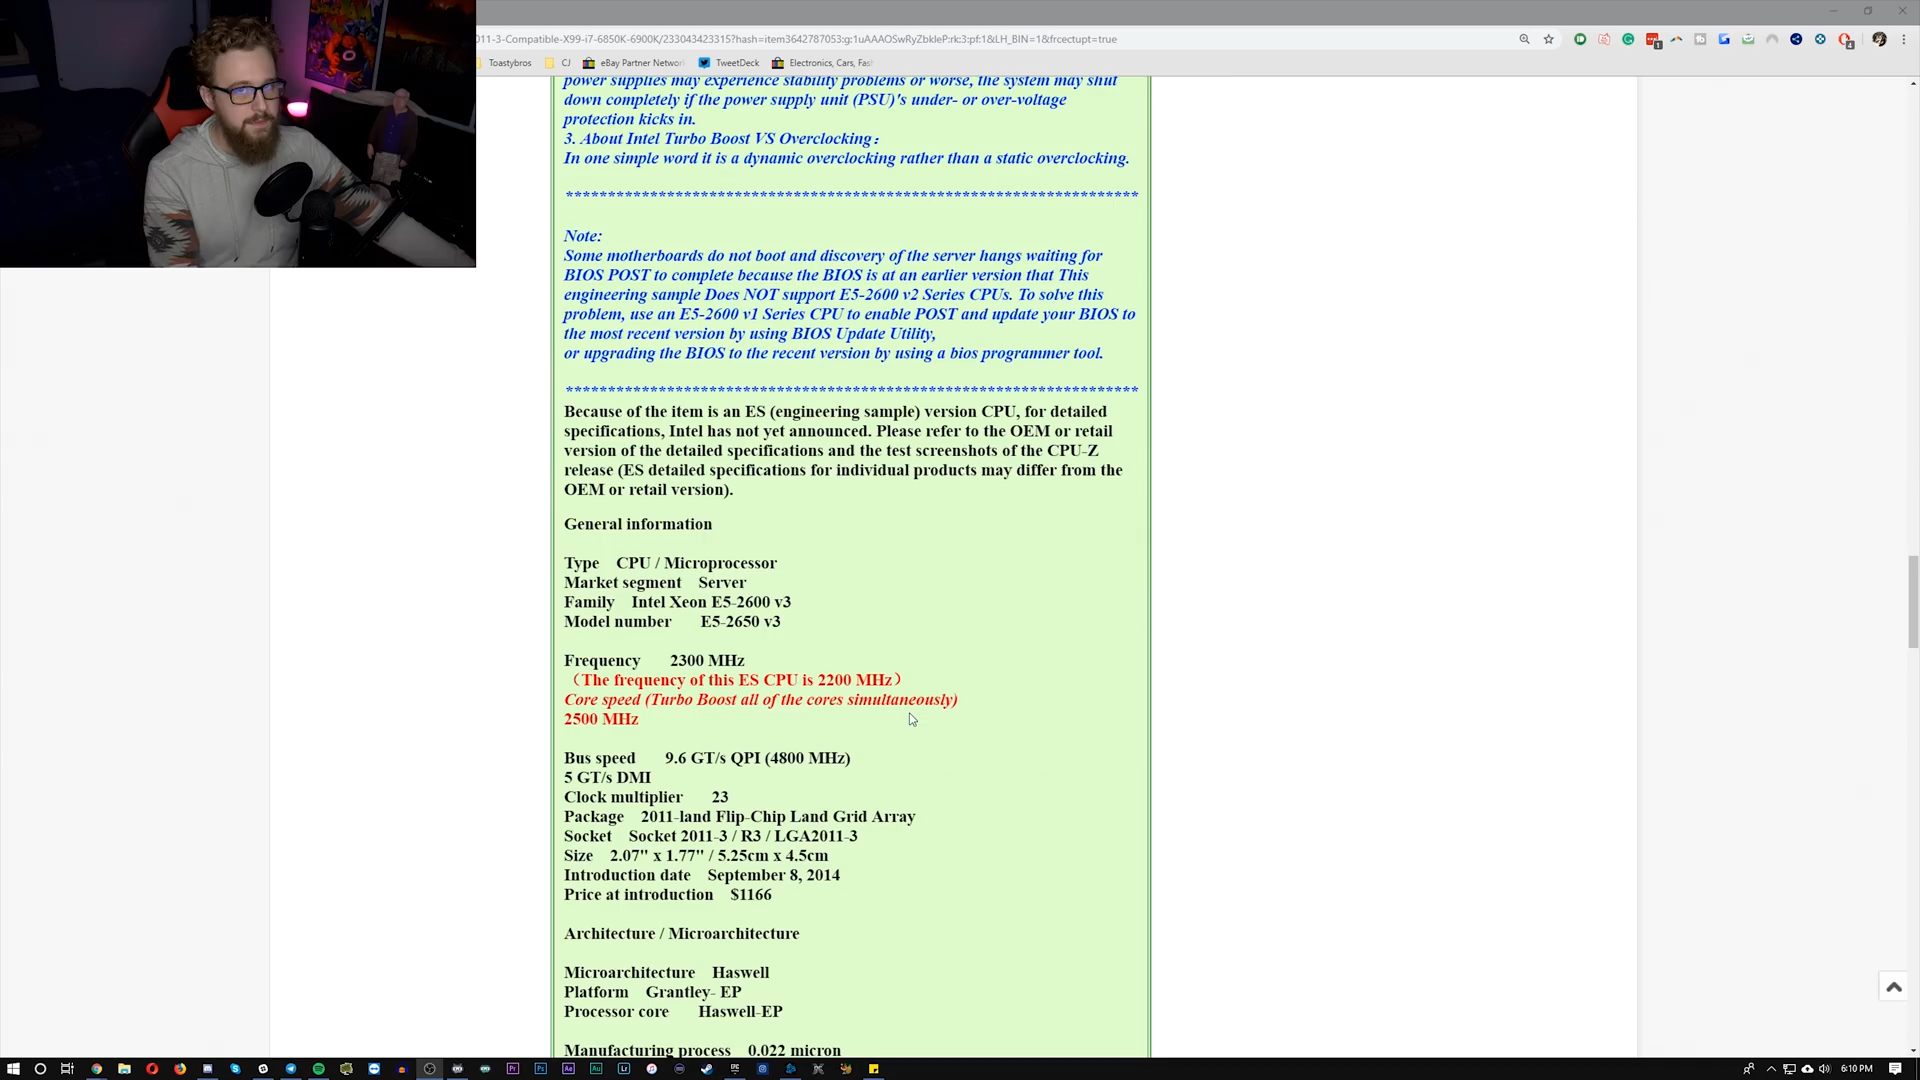 011-3-Compatible-X99-i7-6850K-6900K/233043423315?hash=item3642787053:g:1uAAAOSwRyZbkleP:rk:3:pf:1&LH_BIN=1&frcectupt=true
Toastybros CJ eBay Partner Netwo TweetDeck Electronics, Cars, Fas
power supplies may experience stability problems or worse, the system may shut
down completely if the power supply unit (PSU)'s under- or over-voltage
protection kicks in.
3. About Intel Turbo Boost VS Overclocking：
In one simple word it is a dynamic overclocking rather than a static overclocking.
********************************************************************
Note:
Some motherboards do not boot and discovery of the server hangs waiting for
BIOS POST to complete because the BIOS is at an earlier version that This
engineering sample Does NOT support E5-2600 v2 Series CPUs. To solve this
problem, use an E5-2600 v1 Series CPU to enable POST and update your BIOS to
the most recent version by using BIOS Update Utility,
or upgrading the BIOS to the recent version by using a bios programmer tool.
********************************************************************
Because of the item is an ES (engineering sample) version CPU, for detailed
specifications, Intel has not yet announced. Please refer to the OEM or retail
version of the detailed specifications and the test screenshots of the CPU-Z
release (ES detailed specifications for individual products may differ from the
OEM or retail version).
General information
Type CPU / Microprocessor
Market segment Server
Family Intel Xeon E5-2600 v3
Model number E5-2650 v3
Frequency 2300 MHz
（The frequency of this ES CPU is 2200 MHz）
Core speed (Turbo Boost all of the cores simultaneously)
2500 MHz
Bus speed 9.6 GT/s QPI (4800 MHz)
5 GT/s DMI
Clock multiplier 23
Package 2011-land Flip-Chip Land Grid Array
Socket Socket 2011-3 / R3 / LGA2011-3
Size 2.07" x 1.77" / 5.25cm x 4.5cm
Introduction date September 8, 2014
Price at introduction $1166
Architecture / Microarchitecture
Microarchitecture Haswell
Platform Grantley- EP
Processor core Haswell-EP
Manufacturing process 0.022 micron
6:10 PM